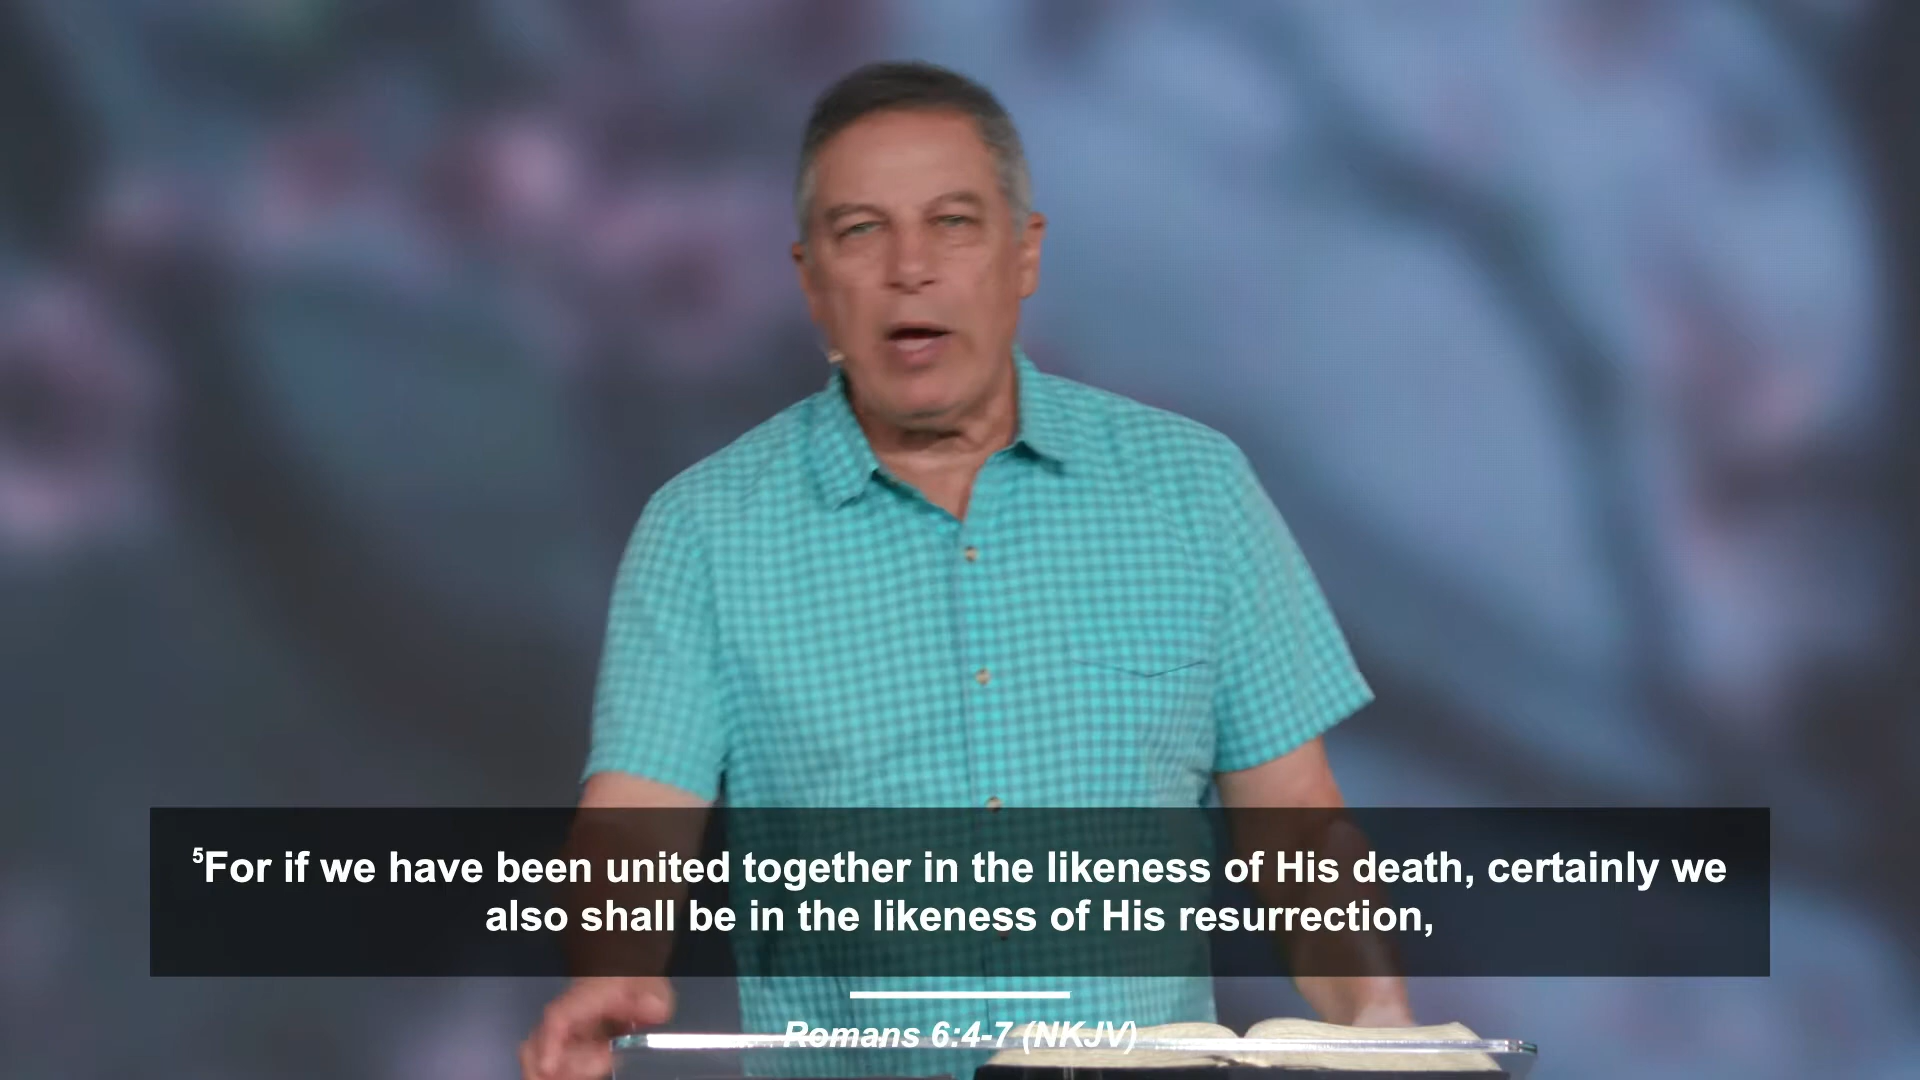 ⁵For if we have been united together in the likeness of His death, certainly we
also shall be in the likeness of His resurrection,
Romans 6:4-7 (NKJV)